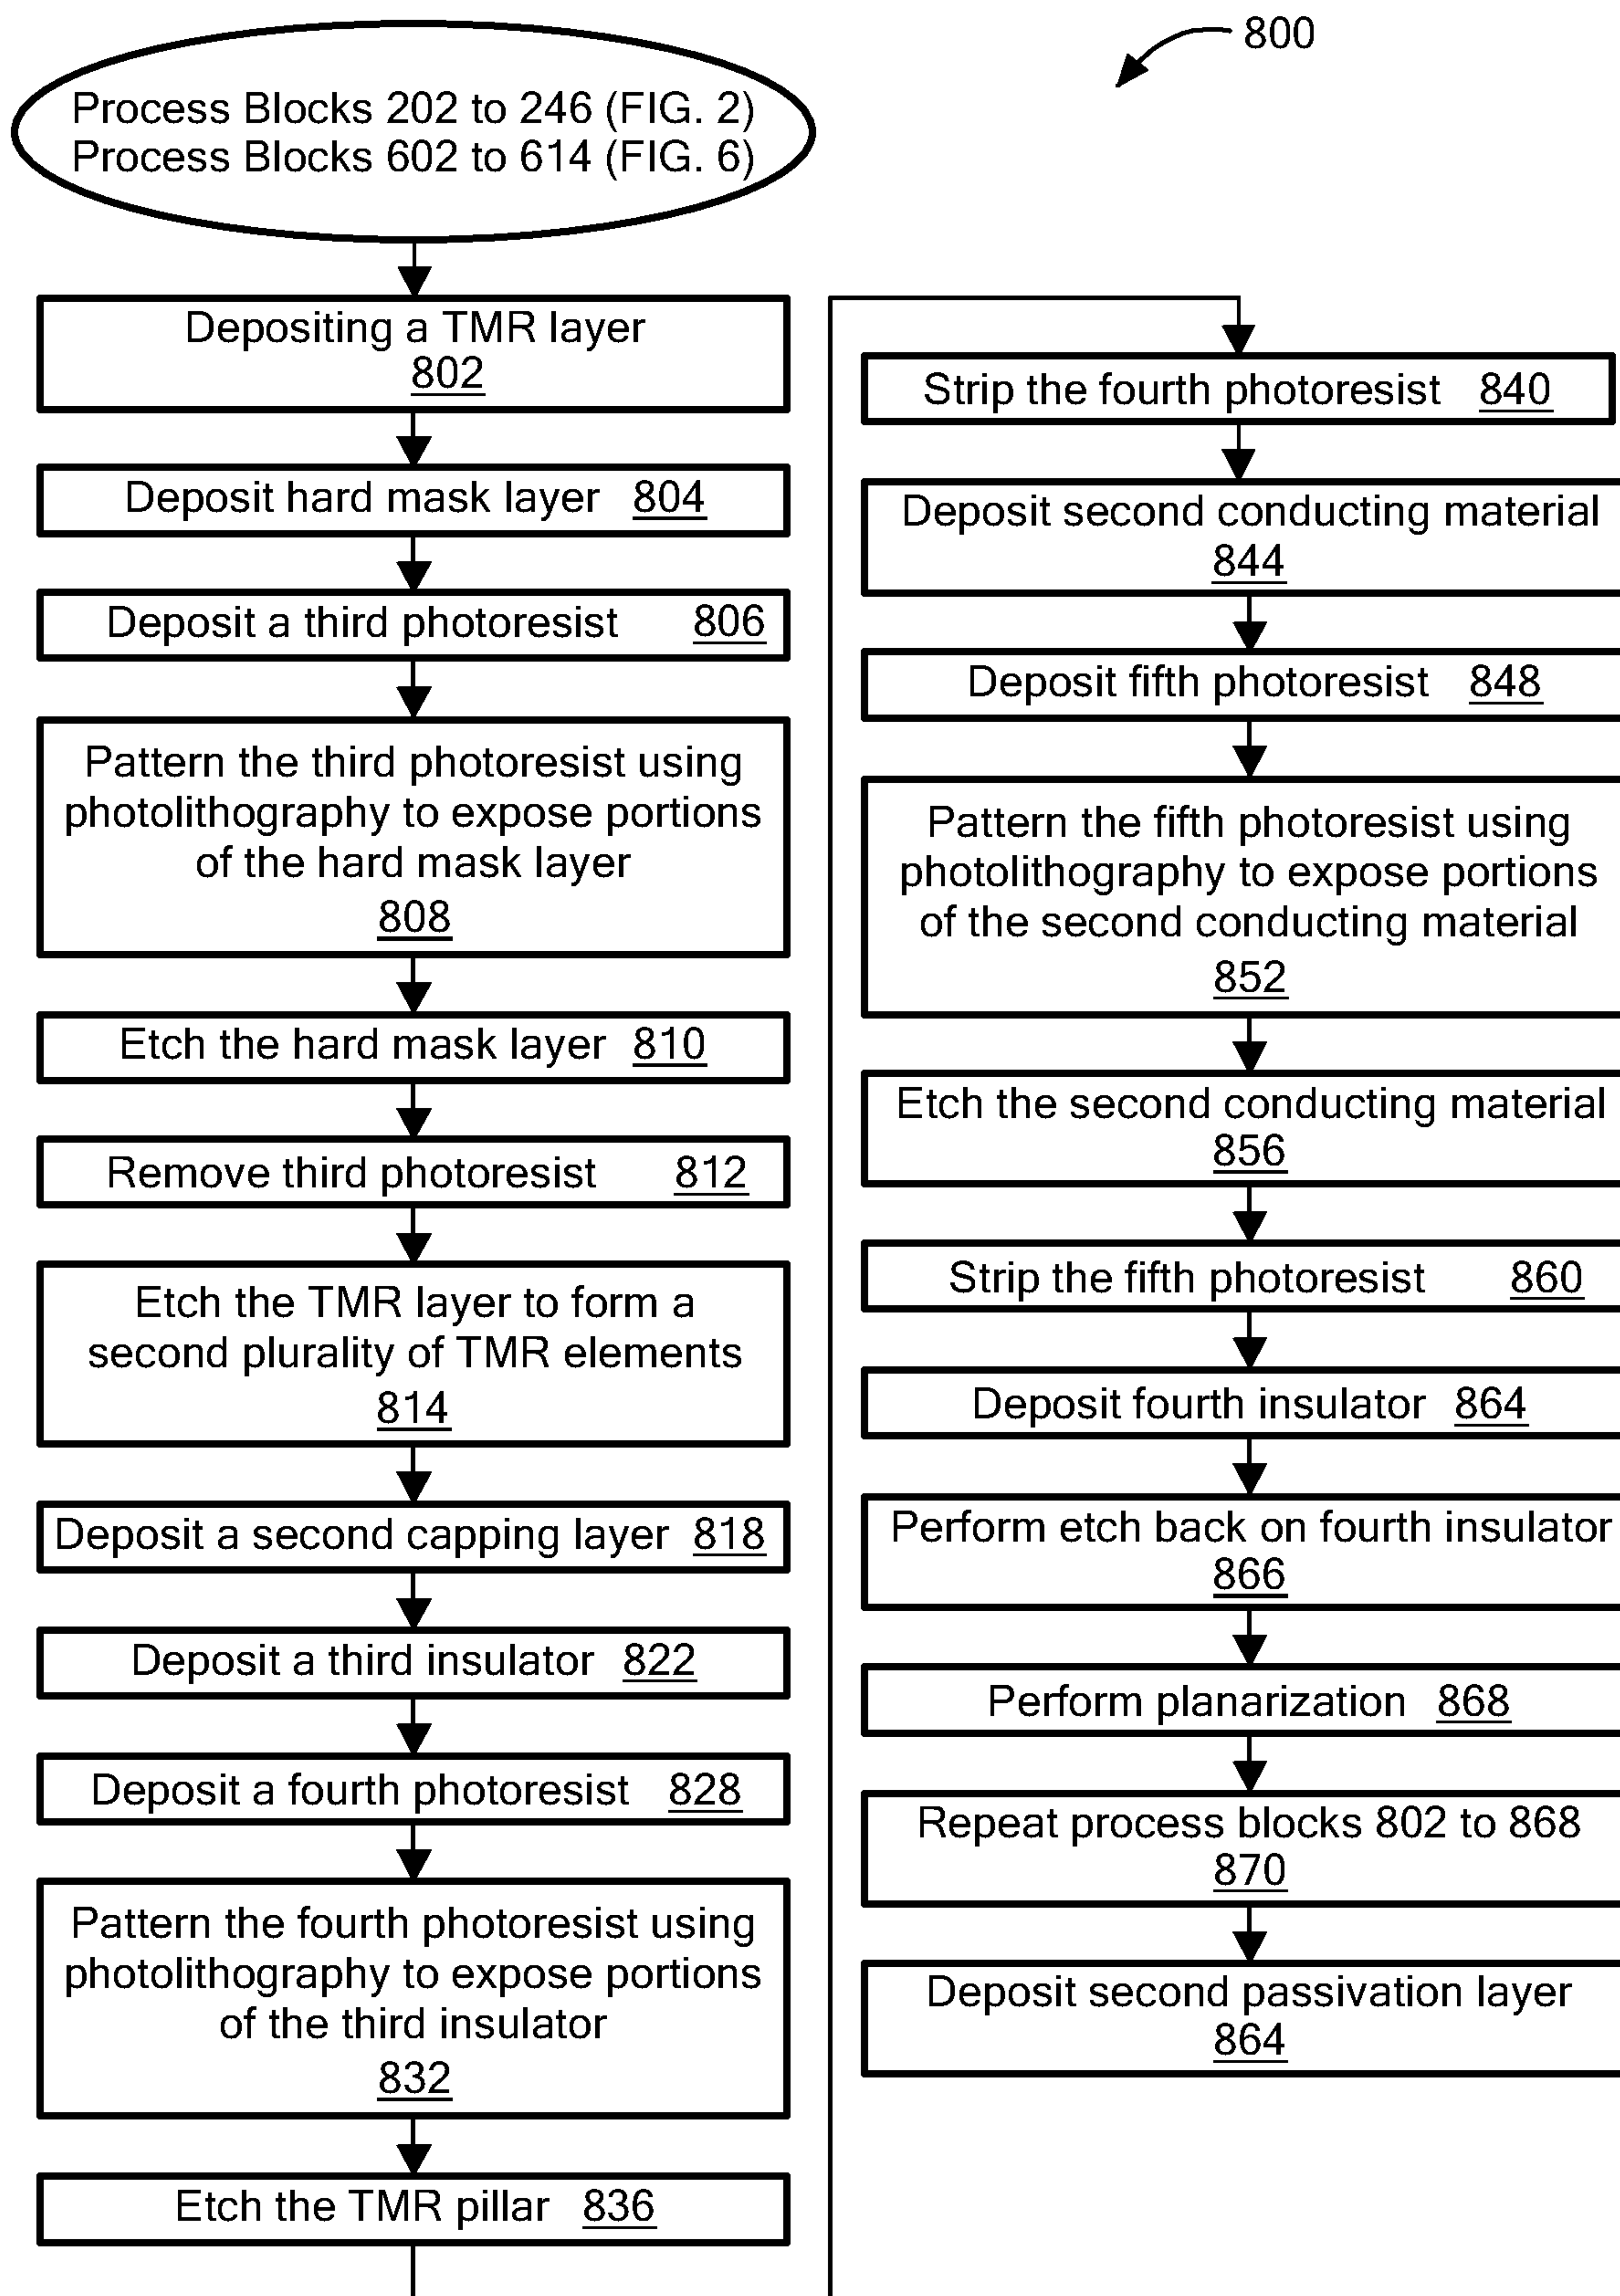 800
Process Blocks 202 to 246 (FIG. 2)
Process Blocks 602 to 614 (FIG. 6)
Depositing a TMR layer
802
Deposit hard mask layer 804
Deposit a third photoresist 806
Pattern the third photoresist using
photolithography to expose portions
of the hard mask layer
808
Etch the hard mask layer 810
Remove third photoresist 812
Etch the TMR layer to form a
second plurality of TMR elements
814
Deposit a second capping layer 818
Deposit a third insulator 822
Deposit a fourth photoresist 828
Pattern the fourth photoresist using
photolithography to expose portions
of the third insulator
832
Etch the TMR pillar 836
Strip the fourth photoresist 840
Deposit second conducting material
844
Deposit fifth photoresist 848
Pattern the fifth photoresist using
photolithography to expose portions
of the second conducting material
852
Etch the second conducting material
856
Strip the fifth photoresist 860
Deposit fourth insulator 864
Perform etch back on fourth insulator
866
Perform planarization 868
Repeat process blocks 802 to 868
870
Deposit second passivation layer
864